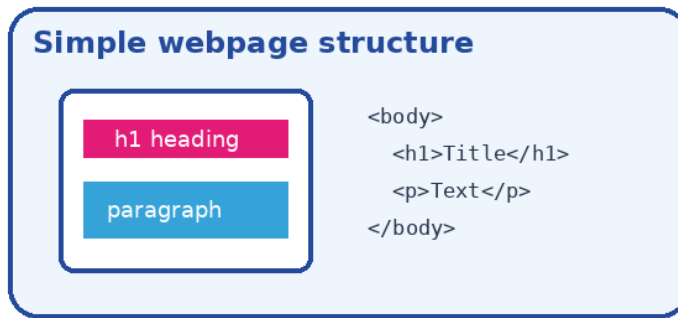 Simple webpage structure
h1 heading
paragraph
<body>
<h1>Title</h1>
<p>Text</p>
</body>